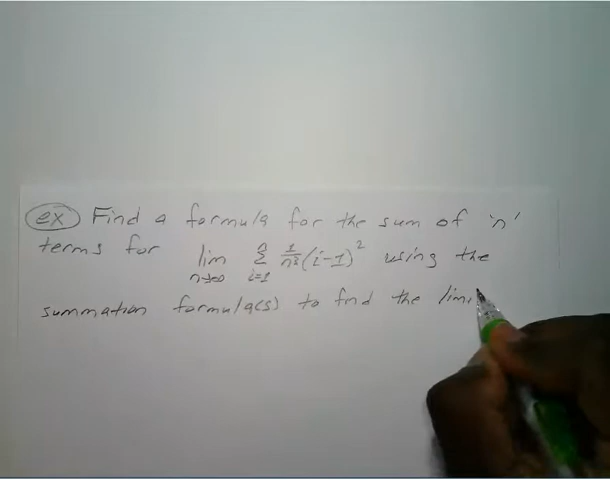 ex Find a formula for the sum of 'n'
terms for lim n→∞ n Σ i=1 1/n³ (i-1)² using the
summation formula(s) to find the limi